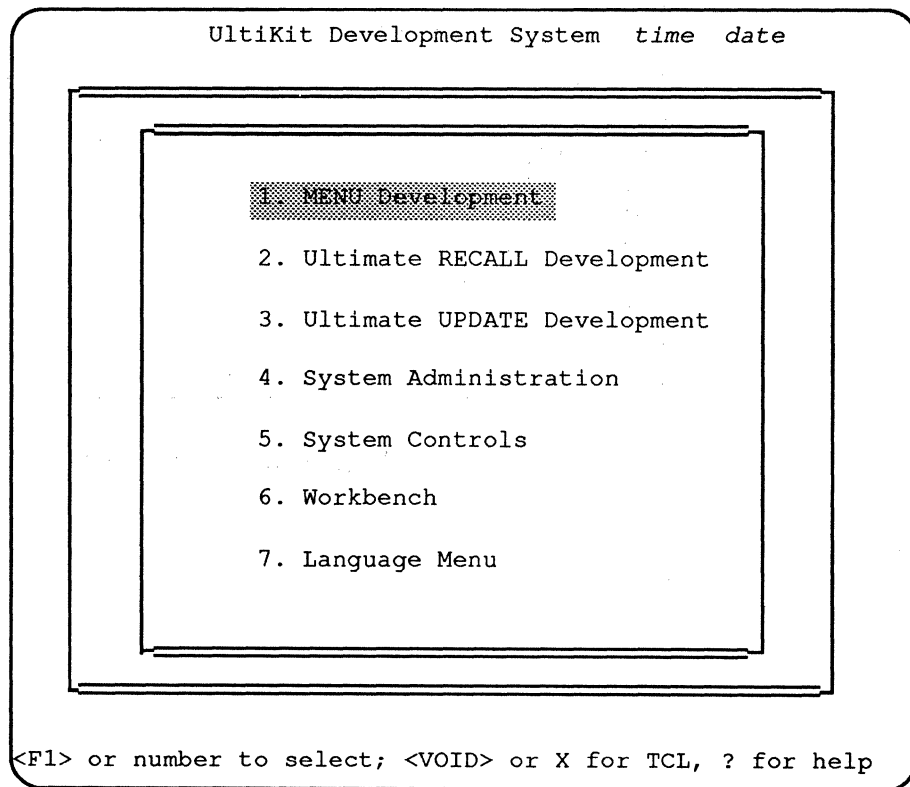 UltiKit Development System time date
1. MENU Development
2. Ultimate RECALL Development
3. Ultimate UPDATE Development
4. System Administration
5. System Controls
6. Workbench
7. Language Menu
<F1> or number to select; <VOID> or X for TCL, ? for help